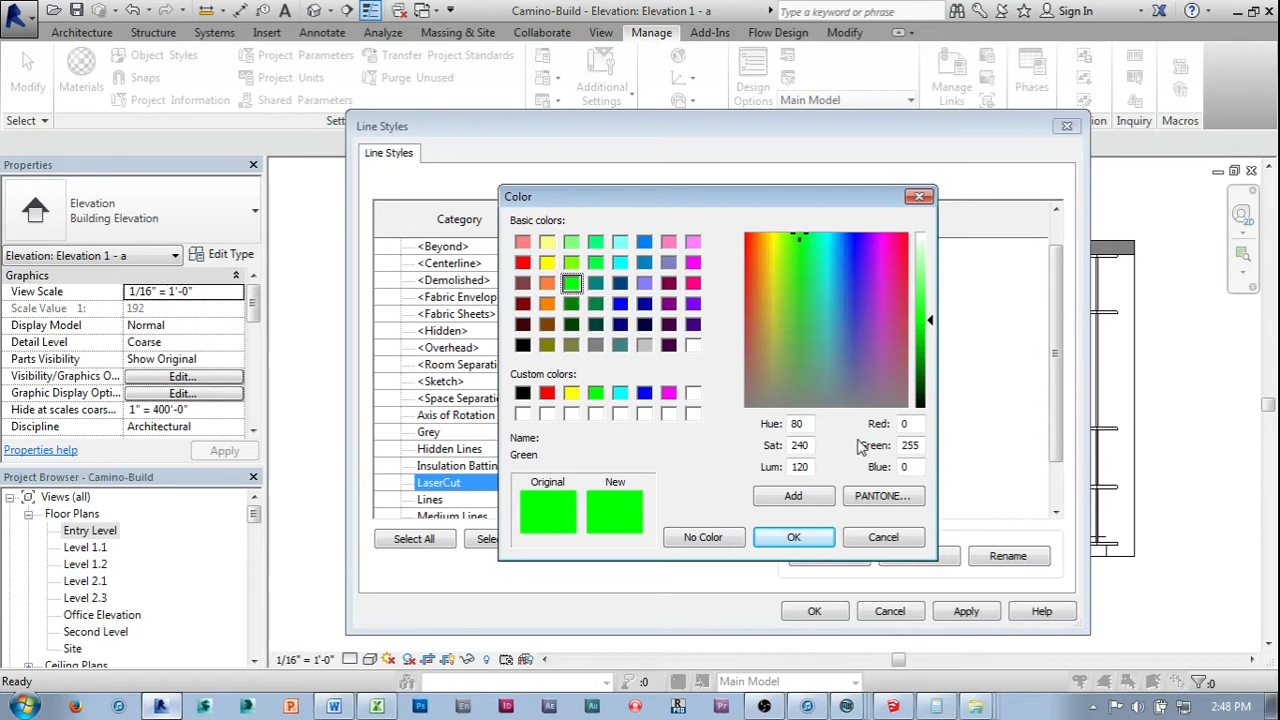 Camino-Build - Elevation: Elevation 1 - a
Type a keyword or phrase
Sign In
Architecture Structure Systems Insert Annotate Analyze Massing & Site Collaborate View Manage Add-Ins Flow Design Modify
Modify
Materials
Object Styles
Snaps
Project Information
Project Parameters
Project Units
Shared Parameters
Transfer Project Standards
Purge Unused
Additional
Settings
Design
Options
Main Model
Manage
Links
Phases
Select
Inquiry
Macros
Line Styles
Line Styles
Properties
Elevation
Building Elevation
Elevation: Elevation 1 - a
Edit Type
Graphics
View Scale 1/16" = 1'-0"
Scale Value 1: 192
Display Model Normal
Detail Level Coarse
Parts Visibility Show Original
Visibility/Graphics O... Edit...
Graphic Display Opti... Edit...
Hide at scales coars... 1" = 400'-0"
Discipline Architectural
Properties help
Apply
Project Browser - Camino-Build
Views (all)
Floor Plans
Entry Level
Level 1.1
Level 1.2
Level 2.1
Level 2.3
Office Elevation
Second Level
Site
Ceiling Plans
Category
<Beyond>
<Centerline>
<Demolished>
<Fabric Envelop
<Fabric Sheets>
<Hidden>
<Overhead>
<Room Separati
<Sketch>
<Space Separati
Axis of Rotation
Grey
Hidden Lines
Insulation Battin
LaserCut
Lines
Medium Lines
Select All
Rename
OK
Cancel
Apply
Help
Color
Basic colors:
Custom colors:
Name:
Green
Original
New
Hue: 80
Sat: 240
Lum: 120
Red: 0
Green: 255
Blue: 0
Add
PANTONE...
No Color
OK
Cancel
1/16" = 1'-0"
Ready
:0
Main Model
:0
2:48 PM